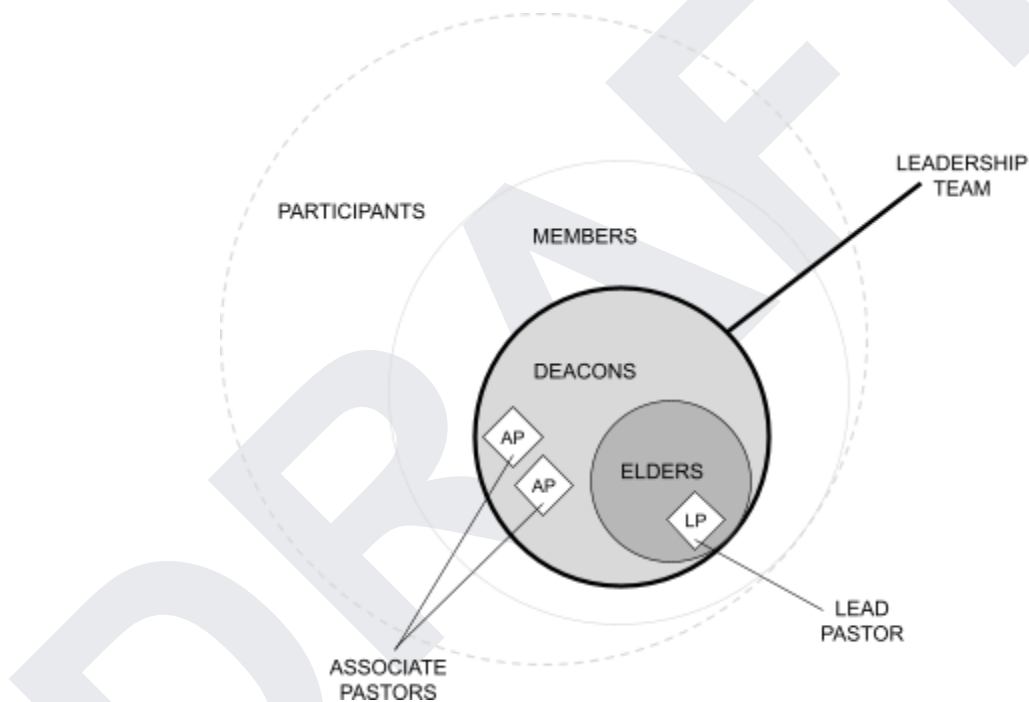 LEADERSHIP
TEAM
PARTICIPANTS
MEMBERS
DEACONS
AP
AP
ELDERS
LP
LEAD
PASTOR
ASSOCIATE
PASTORS
DRAFT